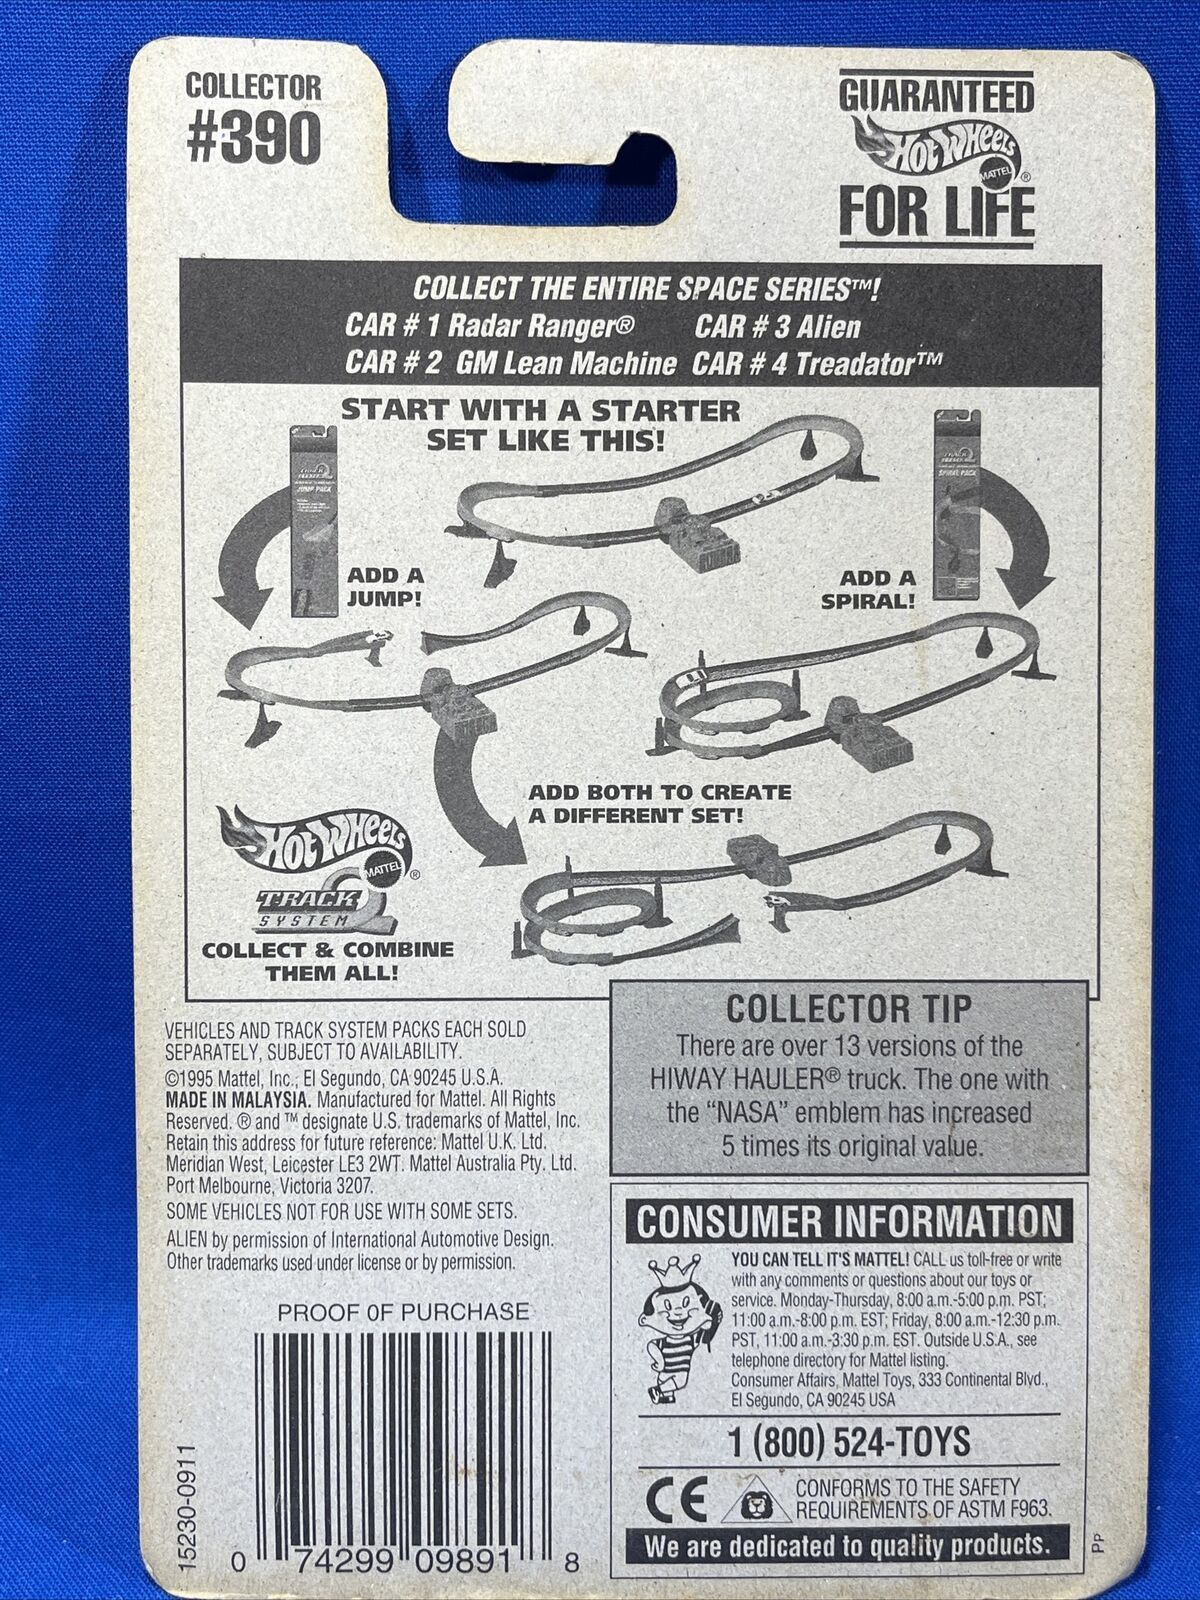 COLLECTOR
#390
GUARANTEED
HOT WHEELS
MATTEL ®
FOR LIFE
COLLECT THE ENTIRE SPACE SERIES™!
CAR # 1 Radar Ranger® CAR # 3 Alien
CAR # 2 GM Lean Machine CAR # 4 Treadator™
START WITH A STARTER
SET LIKE THIS!
JUMP PACK
SPIRAL PACK
ADD A
JUMP!
ADD A
SPIRAL!
ADD BOTH TO CREATE
A DIFFERENT SET!
HOT WHEELS
MATTEL ®
TRACK
SYSTEM
COLLECT & COMBINE
THEM ALL!
VEHICLES AND TRACK SYSTEM PACKS EACH SOLD
SEPARATELY, SUBJECT TO AVAILABILITY.
©1995 Mattel, Inc., El Segundo, CA 90245 U.S.A.
MADE IN MALAYSIA. Manufactured for Mattel. All Rights
Reserved. ® and ™ designate U.S. trademarks of Mattel, Inc.
Retain this address for future reference: Mattel U.K. Ltd.
Meridian West, Leicester LE3 2WT. Mattel Australia Pty. Ltd.
Port Melbourne, Victoria 3207.
SOME VEHICLES NOT FOR USE WITH SOME SETS.
ALIEN by permission of International Automotive Design.
Other trademarks used under license or by permission.
PROOF OF PURCHASE
15230-0911
0 74299 09891 8
COLLECTOR TIP
There are over 13 versions of the
HIWAY HAULER® truck. The one with
the “NASA” emblem has increased
5 times its original value.
CONSUMER INFORMATION
YOU CAN TELL IT'S MATTEL! CALL us toll-free or write
with any comments or questions about our toys or
service. Monday-Thursday, 8:00 a.m.-5:00 p.m. PST;
11:00 a.m.-8:00 p.m. EST; Friday, 8:00 a.m.-12:30 p.m.
PST, 11:00 a.m.-3:30 p.m. EST. Outside U.S.A., see
telephone directory for Mattel listing.
Consumer Affairs, Mattel Toys, 333 Continental Blvd.,
El Segundo, CA 90245 USA
1 (800) 524-TOYS
CE
CONFORMS TO THE SAFETY
REQUIREMENTS OF ASTM F963.
We are dedicated to quality products.
PP